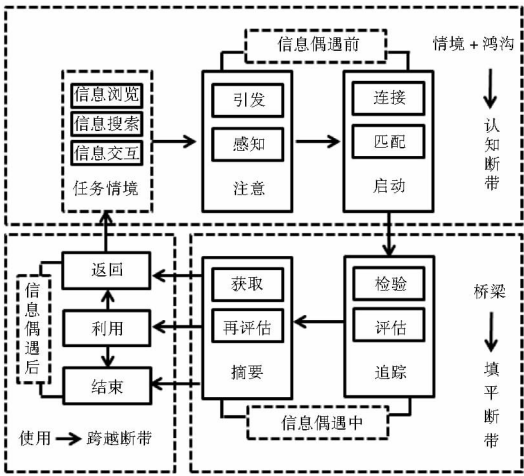 信息偶遇前
情境+鸿沟
认知断带
信息浏览
信息搜索
信息交互
任务情境
引发
感知
注意
连接
匹配
启动
返回
利用
结束
信息偶遇后
使用
跨越断带
获取
再评估
摘要
检验
评估
追踪
信息偶遇中
桥梁
填平断带